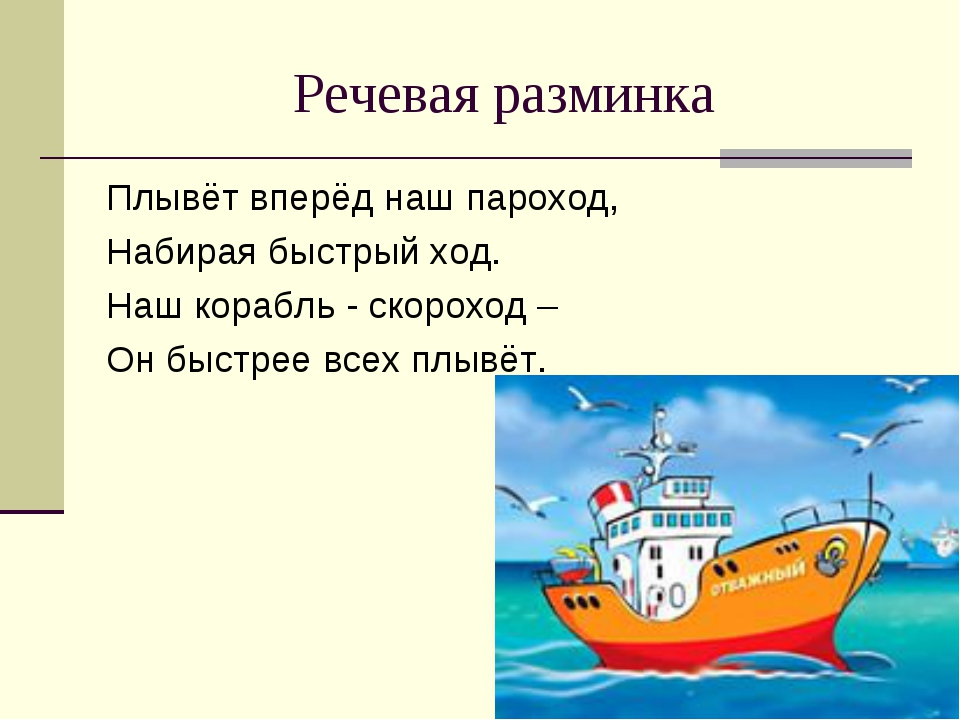 Речевая разминка
Плывёт вперёд наш пароход,
Набирая быстрый ход.
Наш корабль - скороход –
Он быстрее всех плывёт.
ОТВАЖНЫЙ